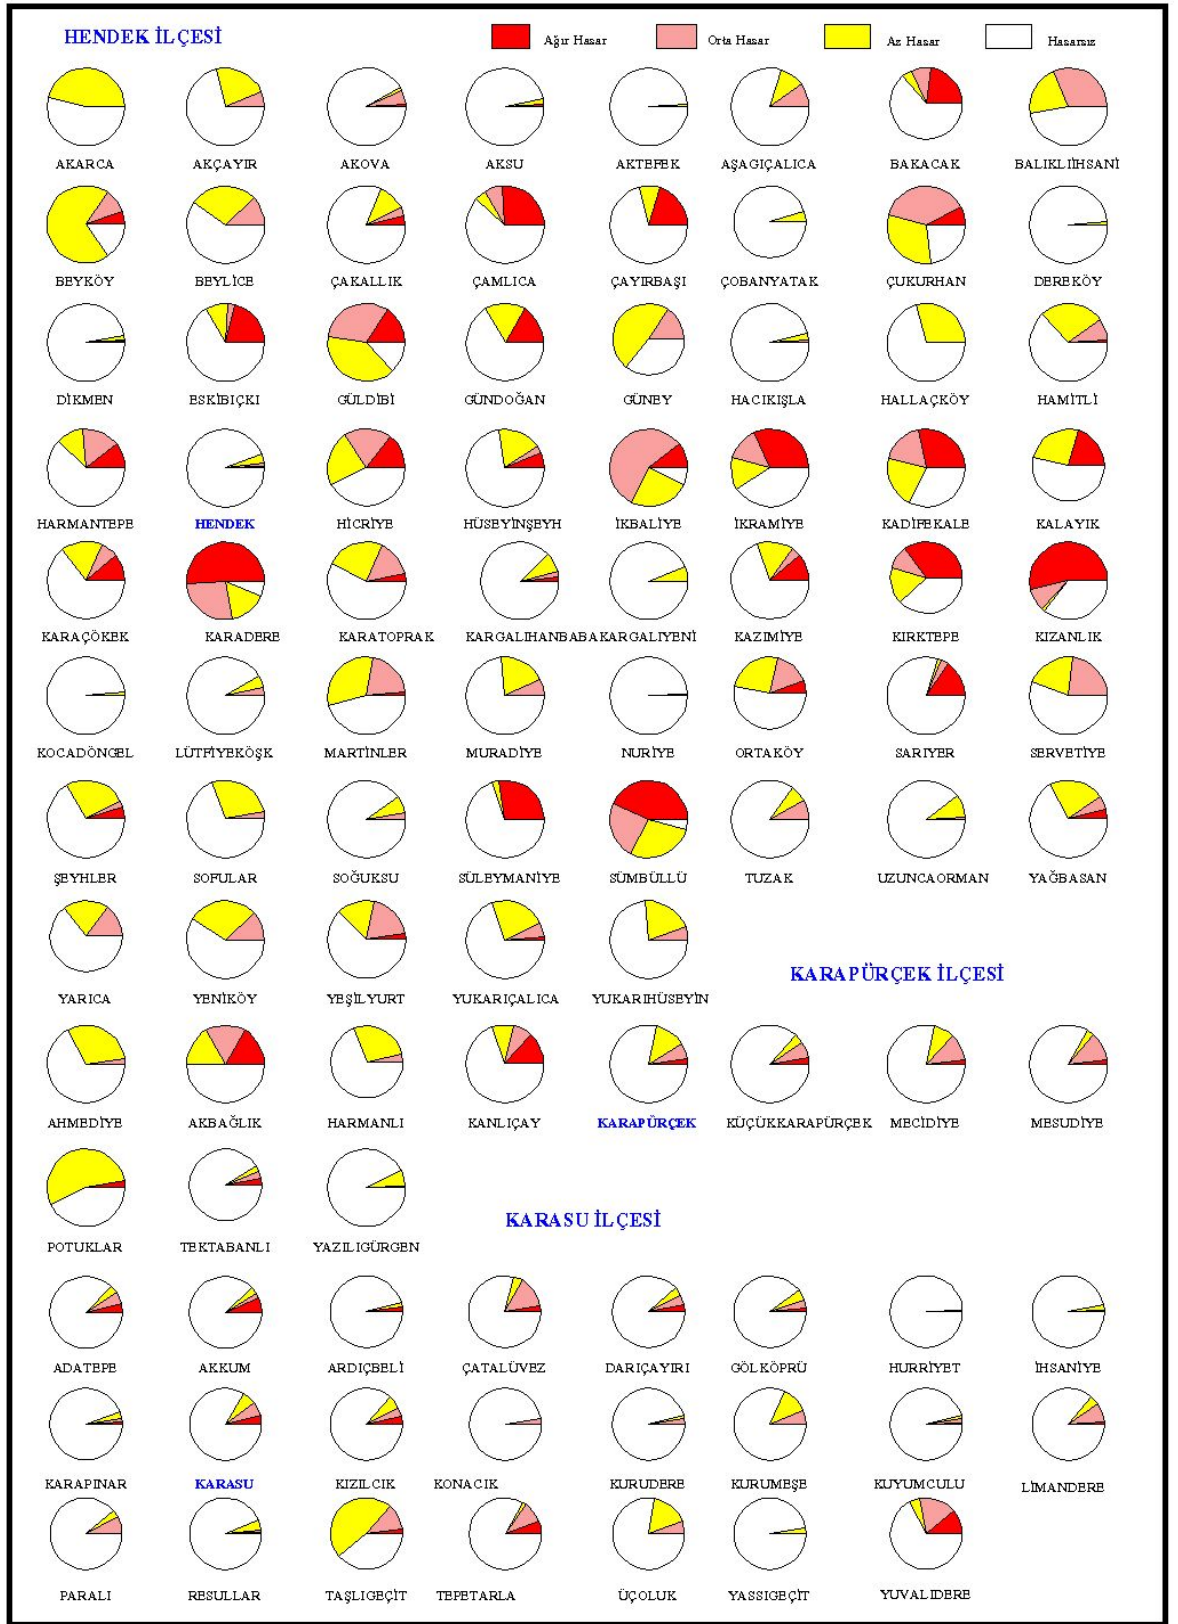 HENDEK İLÇESİ
Ağır Hasar Orta Hasar Az Hasar Hasarsız
AKARCA AKÇAYIR AKOVA AKSU AKTEFEK AŞAGIÇALICA BAKACAK BALIKLIİHSANİ
BEYKÖY BEYLİCE ÇAKALLIK ÇAMLICA ÇAYIRBAŞI ÇOBANYATAK ÇUKURHAN DEREKÖY
DİKMEN ESKİBIÇKI GÜLDİBİ GÜNDOĞAN GÜNEY HACIKIŞLA HALLAÇKÖY HAMİTLİ
HARMANTEPE HENDEK HİCRİYE HÜSEYİNŞEYH İKBALİYE İKRAMİYE KADİFEKALE KALAYIK
KARAÇÖKEK KARADERE KARATOPRAK KARGALIHANBABA KARGALIYENİ KAZIMİYE KIRKTEPE KIZANLIK
KOCADÖNGEL LÜTFİYEKÖŞK MARTİNLER MURADİYE NURİYE ORTAKÖY SARIYER SERVETİYE
ŞEYHLER SOFULAR SOĞUKSU SÜLEYMANİYE SÜMBÜLLÜ TUZAK UZUNCAORMAN YAĞBASAN
YARICA YENİKÖY YEŞİLYURT YUKARIÇALICA YUKARIHÜSEYİN
KARAPÜRÇEK İLÇESİ
AHMEDİYE AKBAĞLIK HARMANLI KANLIÇAY KARAPÜRÇEK KÜÇÜKKARAPÜRÇEK MECİDİYE MESUDİYE
POTUKLAR TEKTABANLI YAZILIGÜRGEN
KARASU İLÇESİ
ADATEPE AKKUM ARDIÇBELİ ÇATALÜVEZ DARIÇAYIRI GÖLKÖPRÜ HURRİYET İHSANİYE
KARAPINAR KARASU KIZILCIK KONACIK KURUDERE KURUMEŞE KUYUMCULU LİMANDERE
PARALI RESULLAR TAŞLIGEÇİT TEPETARLA ÜÇOLUK YASSIGEÇİT YUVALIDERE